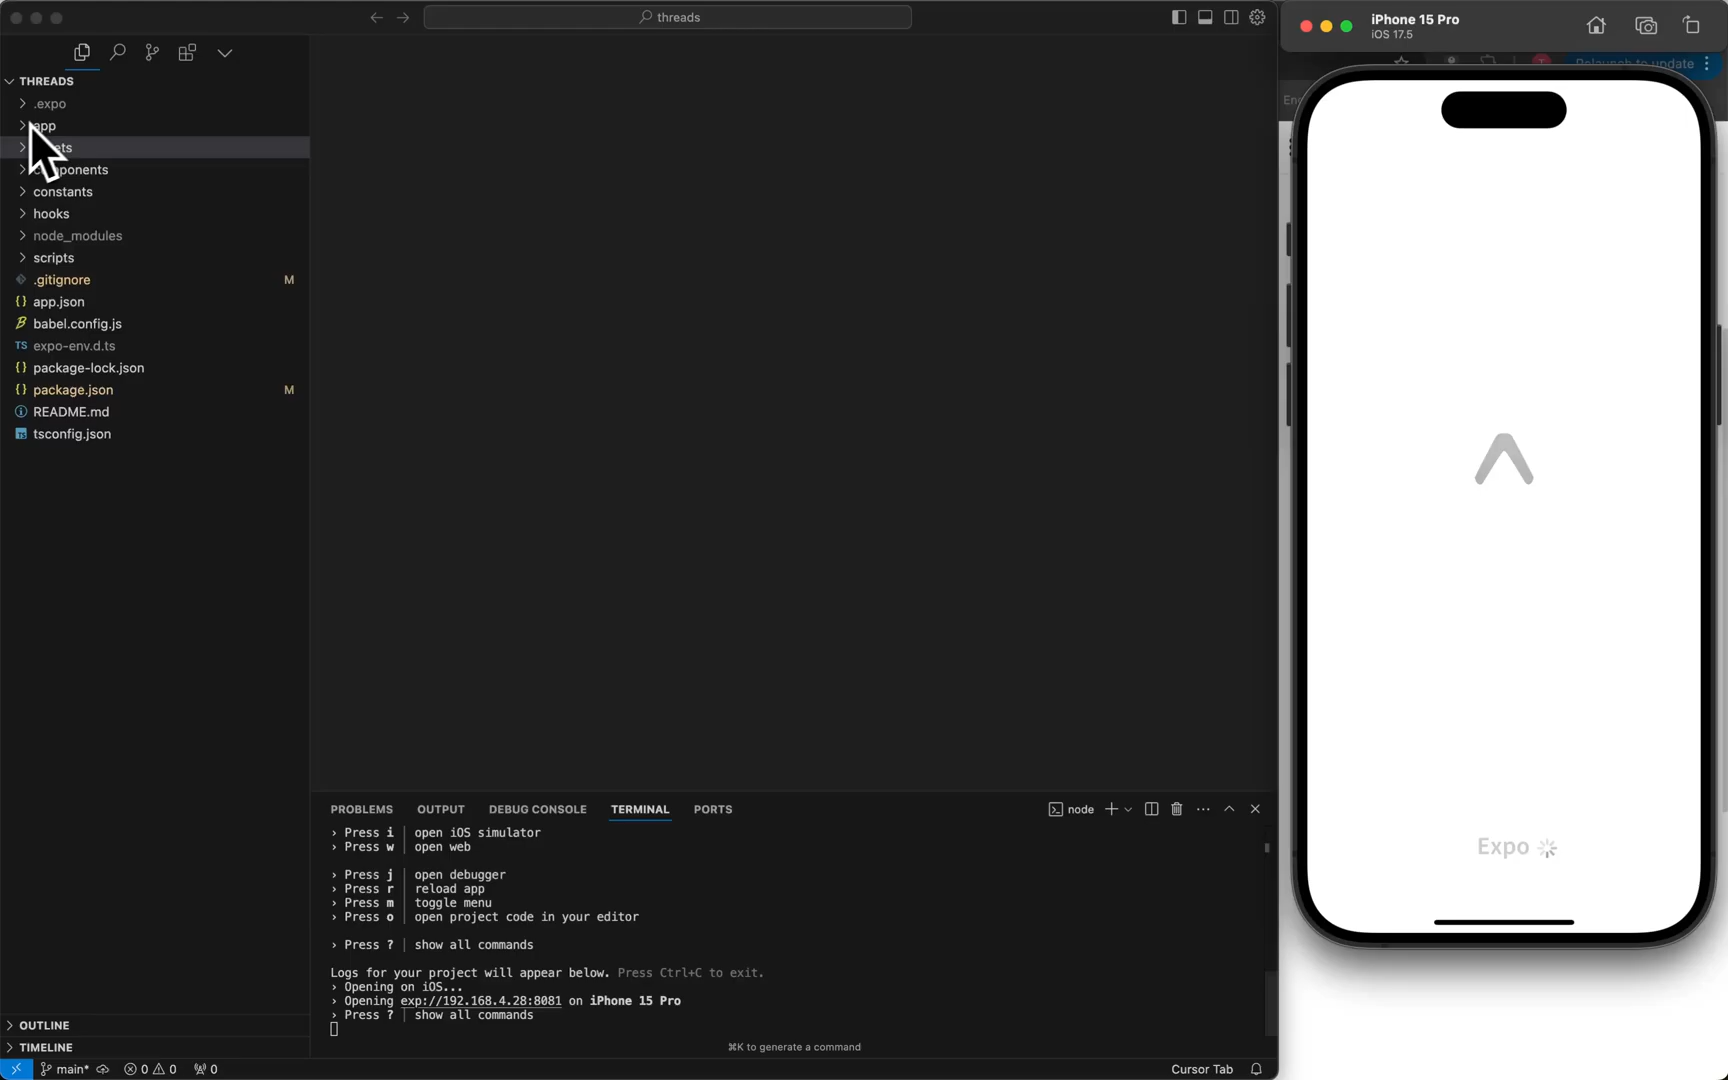 threads
THREADS
.expo
app
components
constants
hooks
node_modules
scripts
.gitignore M
app.json
babel.config.js
TS expo-env.d.ts
package-lock.json
package.json M
README.md
tsconfig.json
OUTLINE
TIMELINE
main*
0 0
0
PROBLEMS OUTPUT DEBUG CONSOLE TERMINAL PORTS
node
› Press i │ open iOS simulator
› Press w │ open web
› Press j │ open debugger
› Press r │ reload app
› Press m │ toggle menu
› Press o │ open project code in your editor
› Press ? │ show all commands
Logs for your project will appear below. Press Ctrl+C to exit.
› Opening on iOS...
› Opening exp://192.168.4.28:8081 on iPhone 15 Pro
› Press ? │ show all commands
⌘K to generate a command
Cursor Tab
iPhone 15 Pro
iOS 17.5
Relaunch to update
Expo